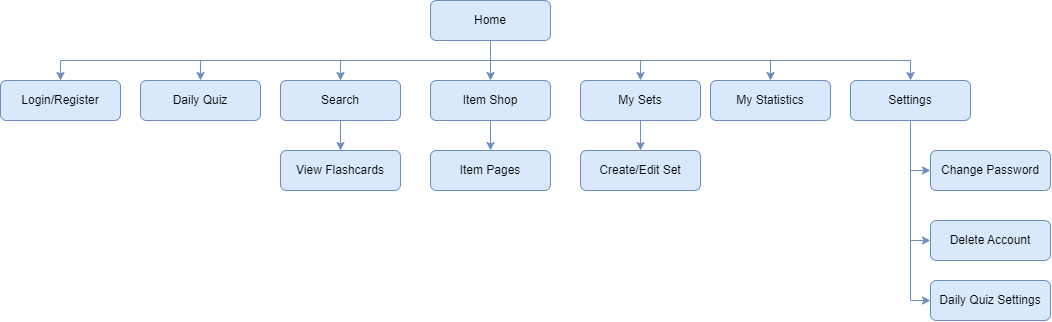 Home
Login/Register
Daily Quiz
Search
Item Shop
My Sets
My Statistics
Settings
View Flashcards
Item Pages
Create/Edit Set
Change Password
Delete Account
Daily Quiz Settings